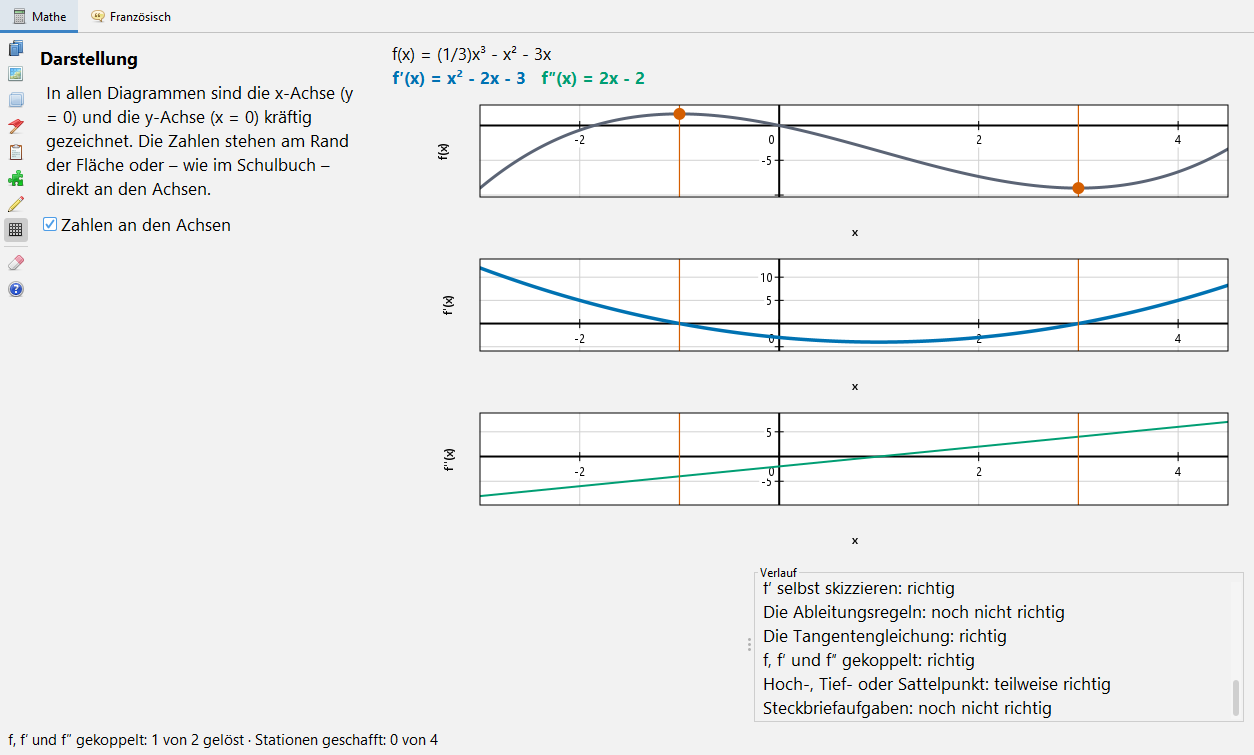 Mathe
Französisch
Darstellung
In allen Diagrammen sind die x-Achse (y
= 0) und die y-Achse (x = 0) kräftig
gezeichnet. Die Zahlen stehen am Rand
der Fläche oder – wie im Schulbuch –
direkt an den Achsen.
Zahlen an den Achsen
f(x) = (1/3)x³ - x² - 3x
f′(x) = x² - 2x - 3 f″(x) = 2x - 2
f(x)
-2 0 2 4
-5
x
f′(x)
10
5
-2 0 2 4
x
f″(x)
5
-2 0 2 4
-5
x
Verlauf
f′ selbst skizzieren: richtig
Die Ableitungsregeln: noch nicht richtig
Die Tangentengleichung: richtig
f, f′ und f″ gekoppelt: richtig
Hoch-, Tief- oder Sattelpunkt: teilweise richtig
Steckbriefaufgaben: noch nicht richtig
f, f′ und f″ gekoppelt: 1 von 2 gelöst · Stationen geschafft: 0 von 4